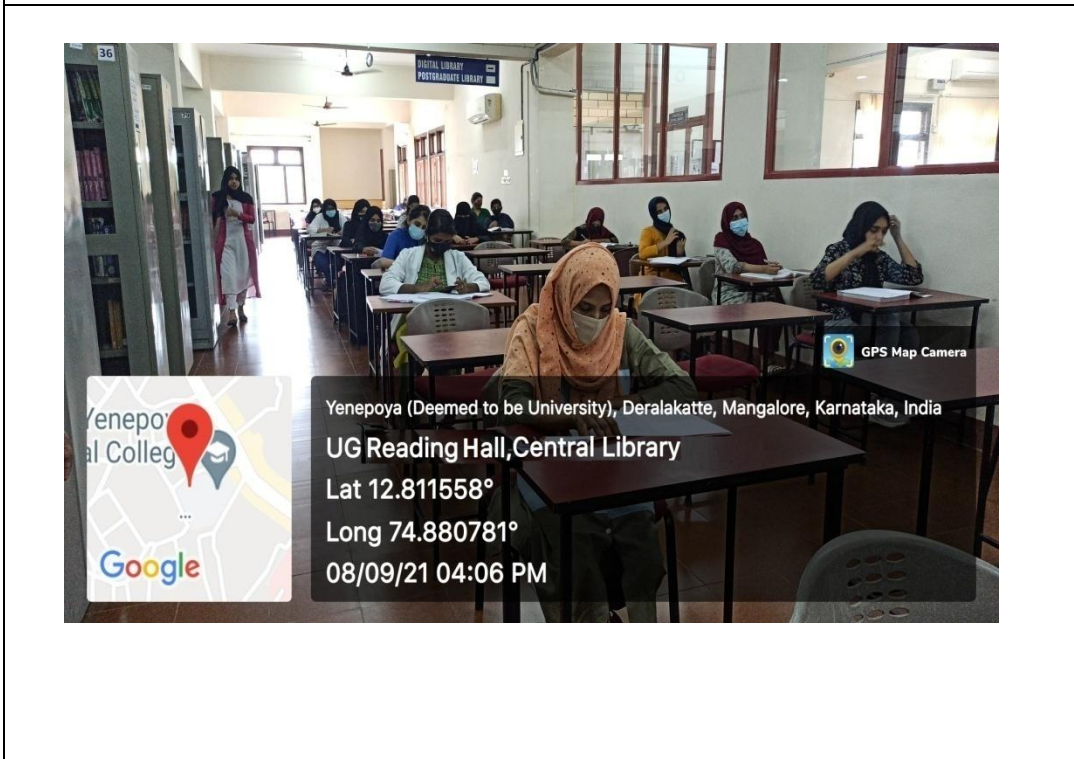 36
DIGITAL LIBRARY
POSTGRADUATE LIBRARY
GPS Map Camera
Yenepoya (Deemed to be University), Deralakatte, Mangalore, Karnataka, India
UG Reading Hall,Central Library
Lat 12.811558°
Long 74.880781°
08/09/21 04:06 PM
Yenepo
al Colleg
...
Google